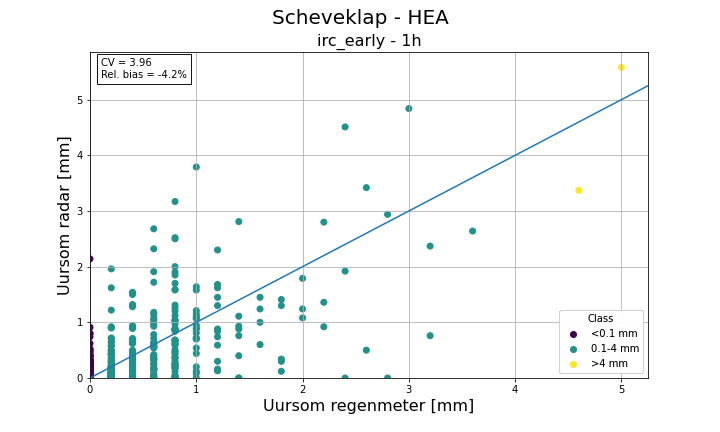 Scheveklap - HEA
irc_early - 1h
CV = 3.96
Rel. bias = -4.2%
Uursom radar [mm]
5
4
3
2
1
0
0
1
2
3
4
5
Uursom regenmeter [mm]
Class
<0.1 mm
0.1-4 mm
>4 mm